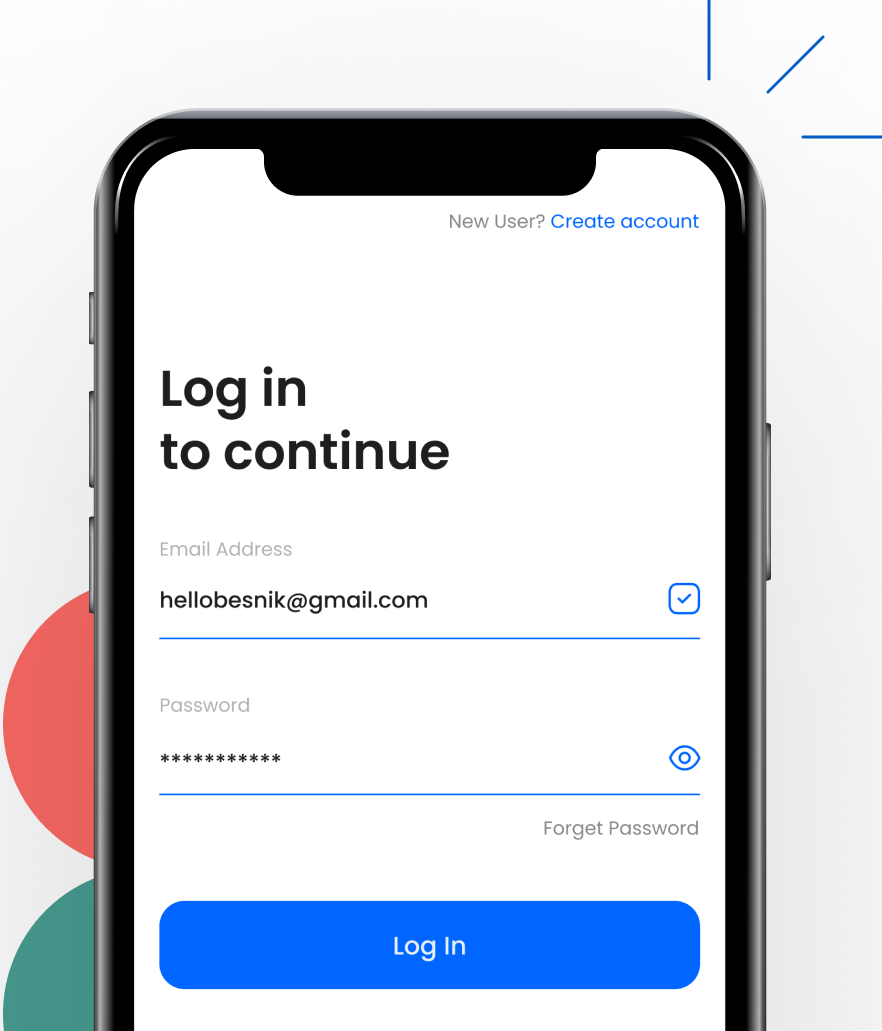 New User? Create account
Log in
to continue
Email Address
hellobesnik@gmail.com
Password
***********
Forget Password
Log In